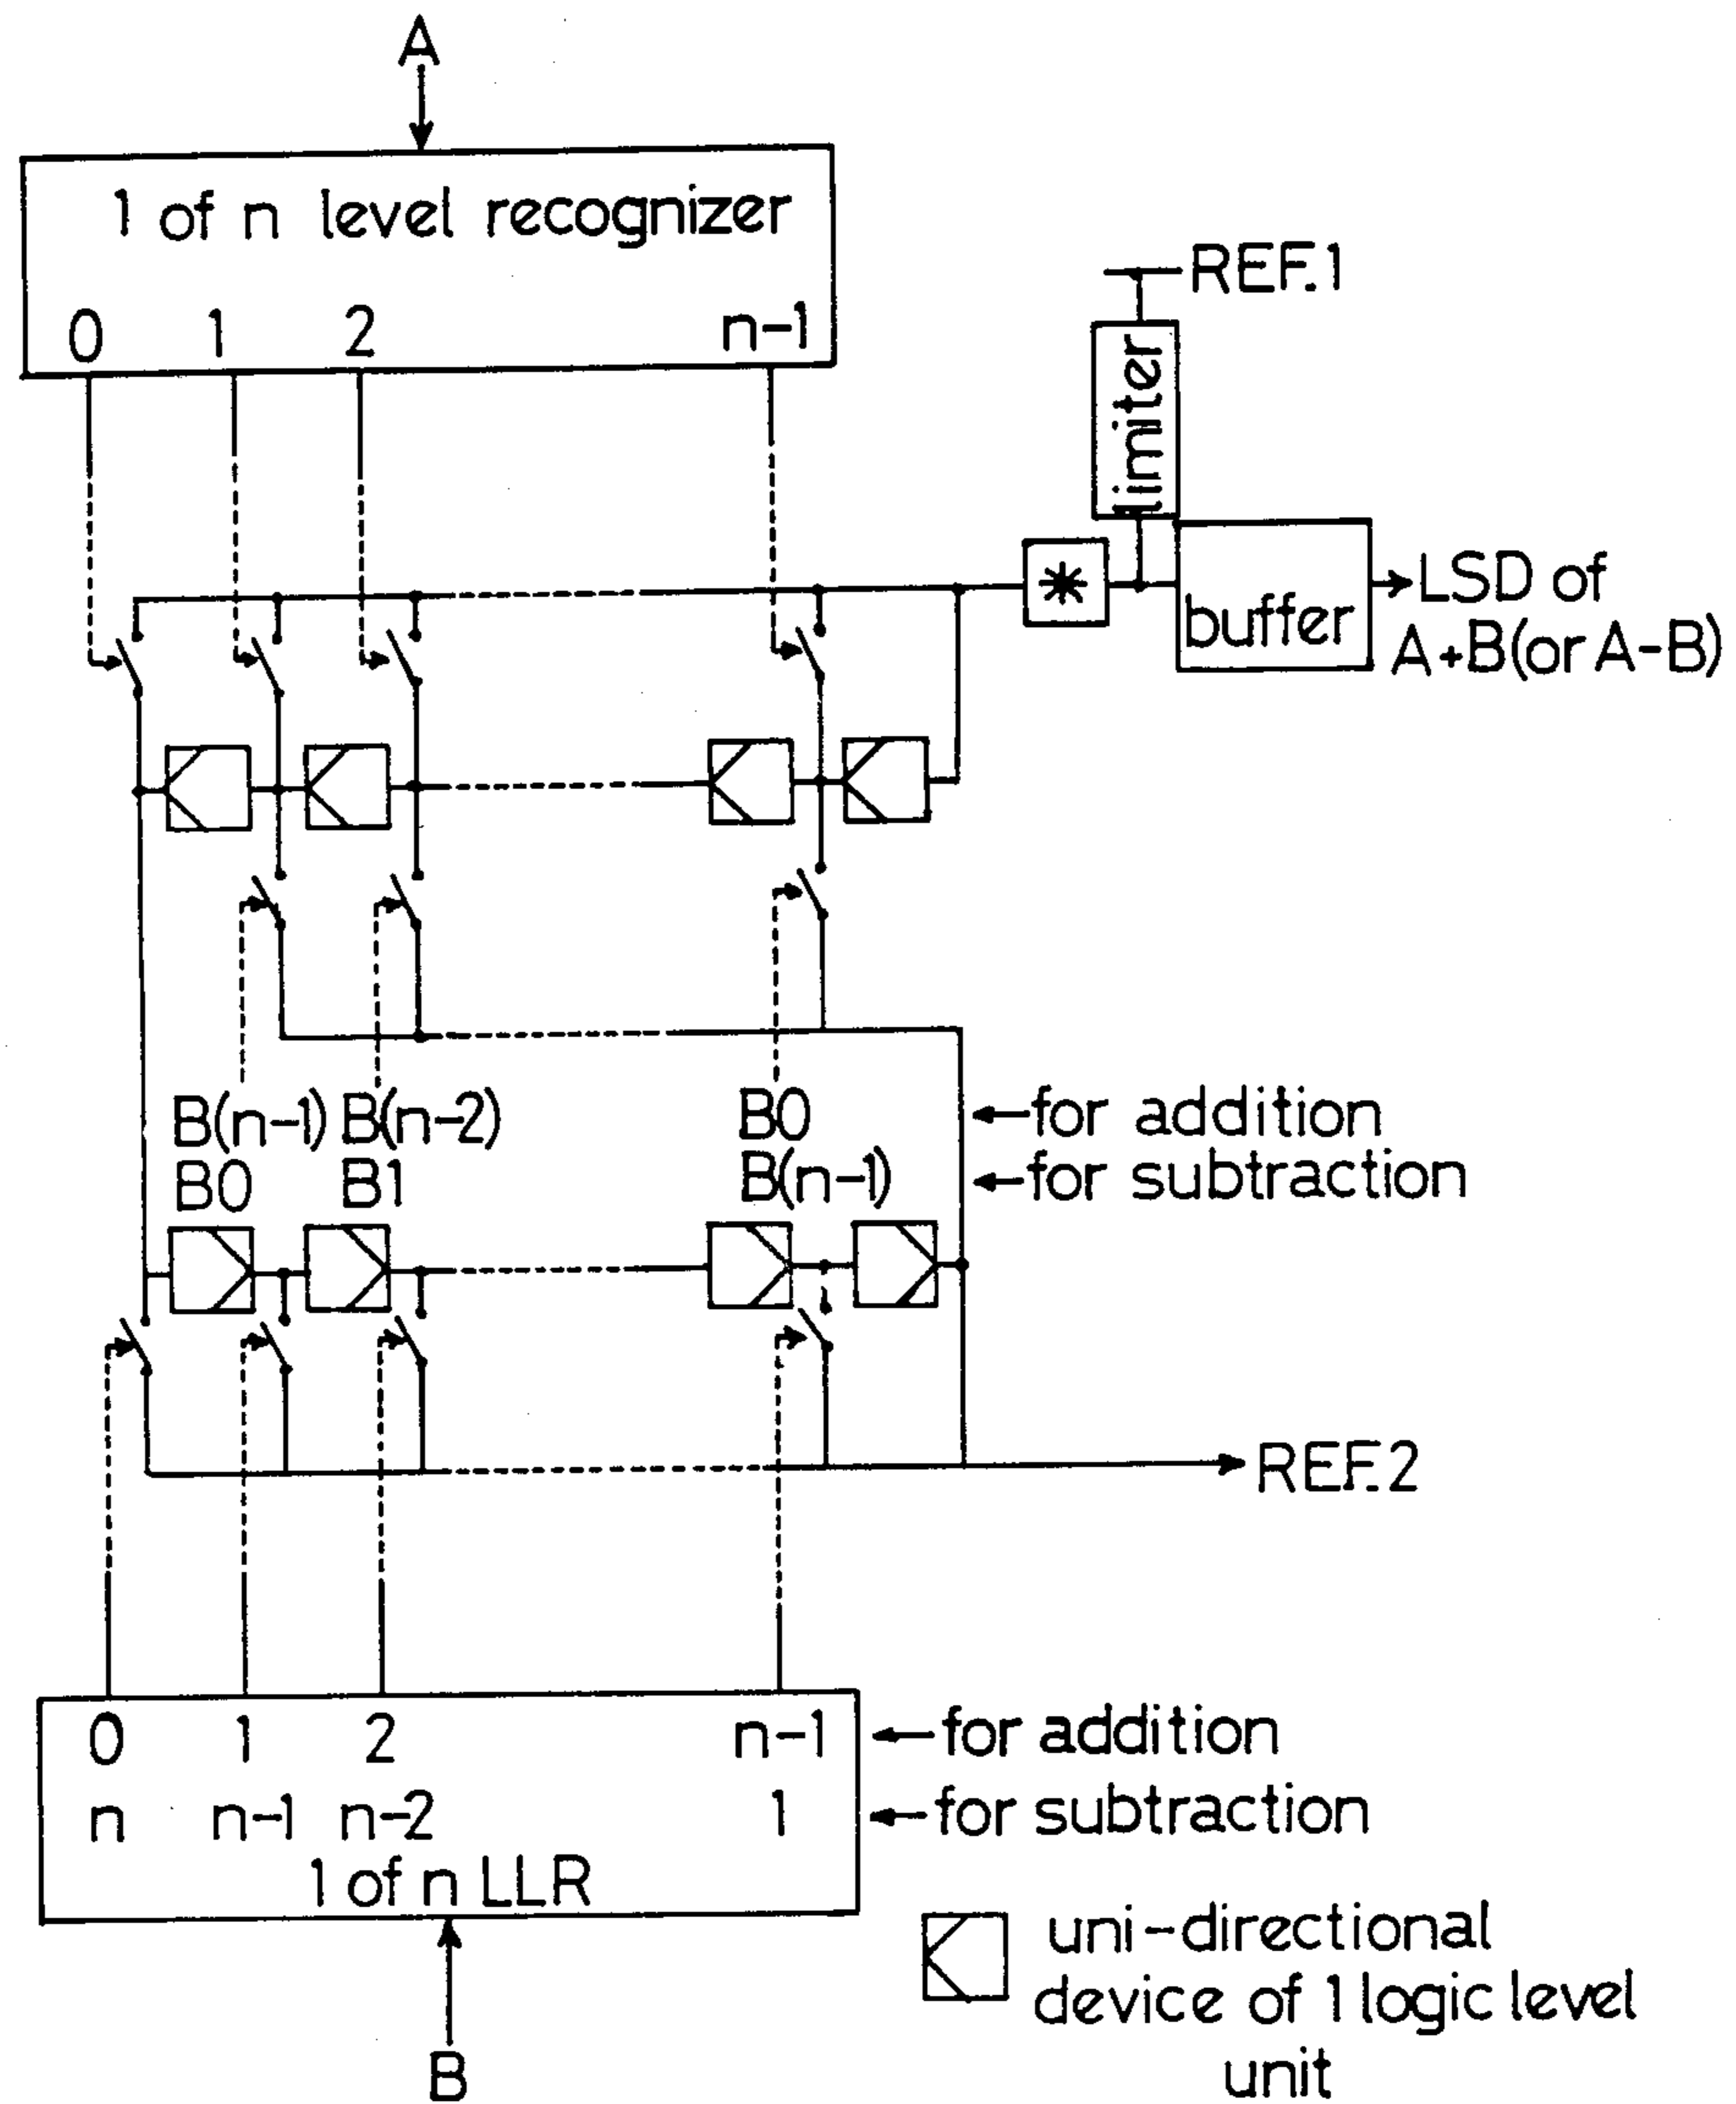 A
1 of n level recognizer
0 1 2 n-1
REF.1
limiter
*
buffer
LSD of
A+B(or A-B)
B(n-1) B(n-2) B0 for addition
B0 B1 B(n-1) for subtraction
REF.2
0 1 2 n-1 for addition
n n-1 n-2 1 for subtraction
1 of n LLR
B
uni-directional
device of 1 logic level
unit